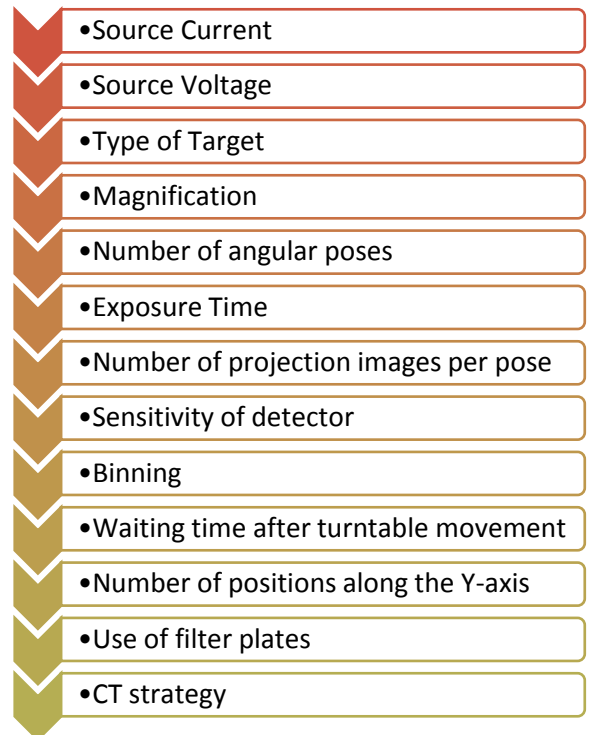 •Source Current
•Source Voltage
•Type of Target
•Magnification
•Number of angular poses
•Exposure Time
•Number of projection images per pose
•Sensitivity of detector
•Binning
•Waiting time after turntable movement
•Number of positions along the Y-axis
•Use of filter plates
•CT strategy